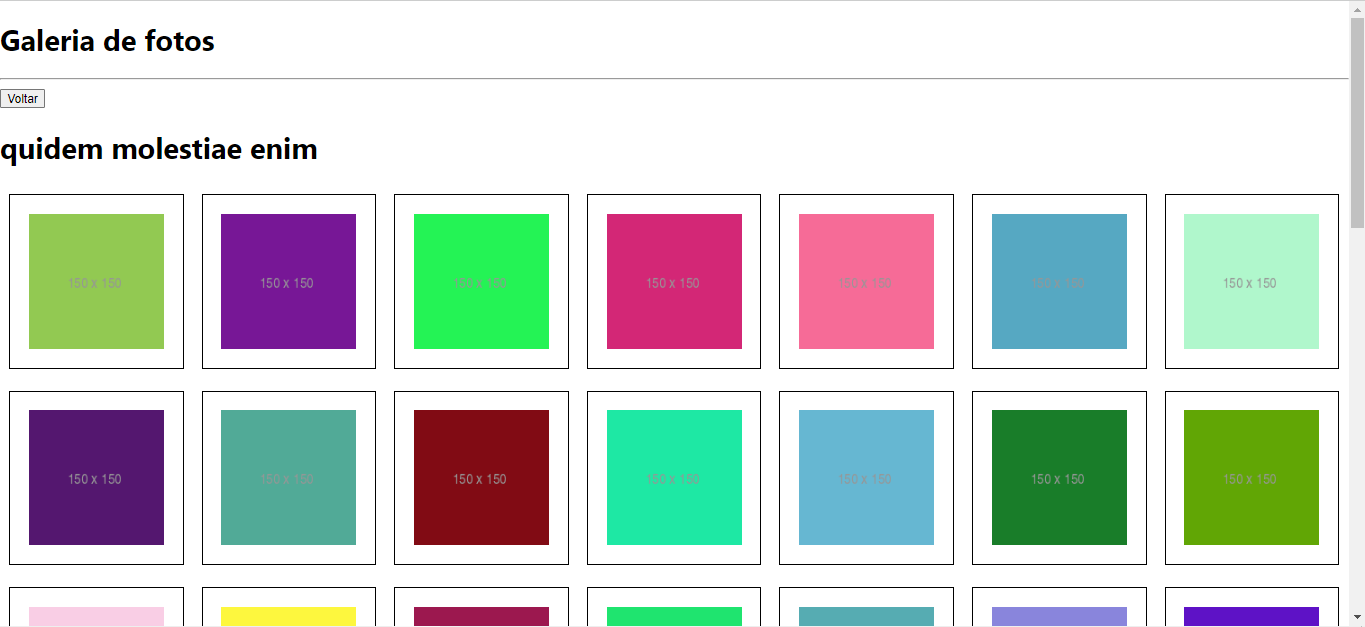 Galeria de fotos
Voltar
quidem molestiae enim
150 x 150 150 x 150 150 x 150 150 x 150 150 x 150 150 x 150 150 x 150
150 x 150 150 x 150 150 x 150 150 x 150 150 x 150 150 x 150 150 x 150